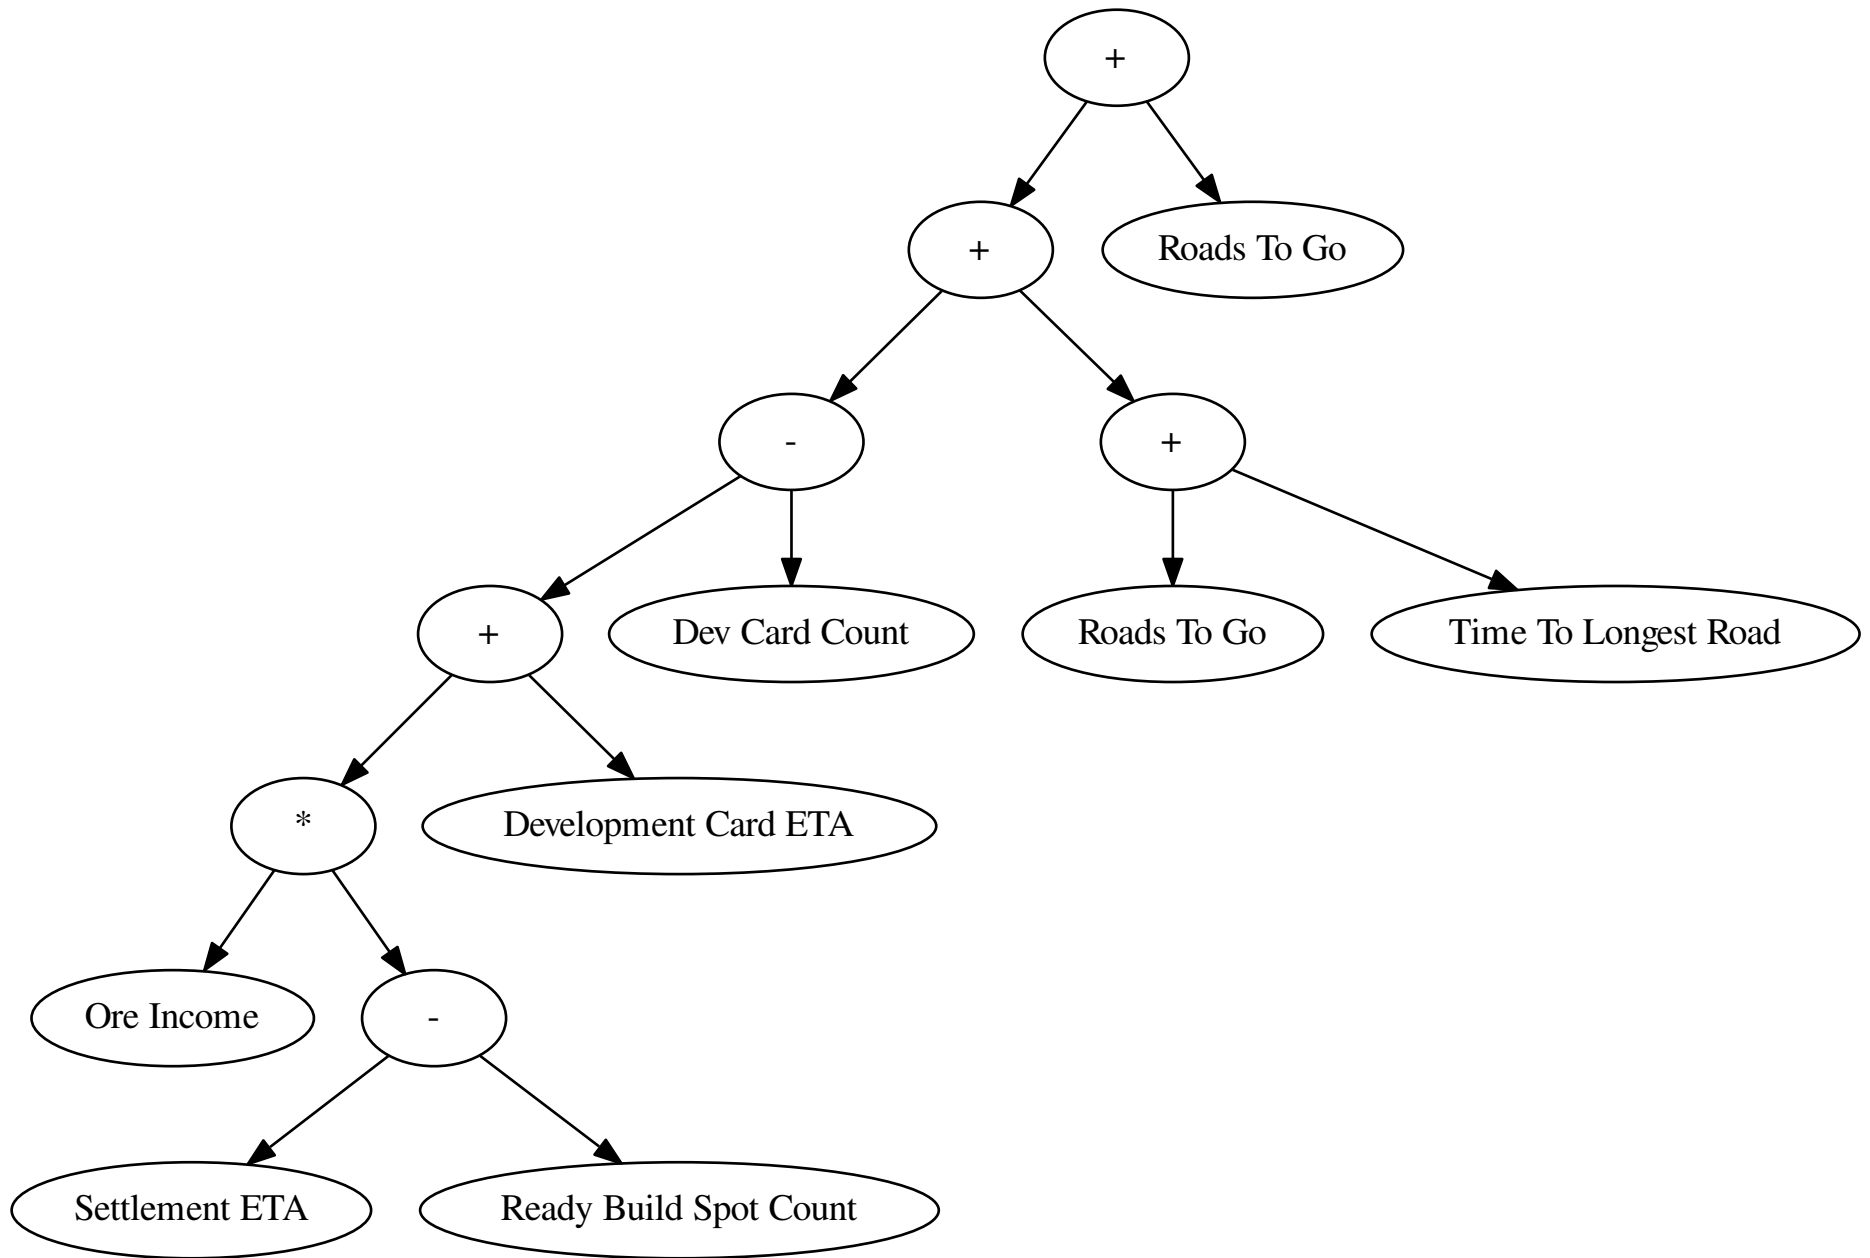 +
+
Roads To Go
-
+
+
Dev Card Count
Roads To Go
Time To Longest Road
*
Development Card ETA
Ore Income
-
Settlement ETA
Ready Build Spot Count